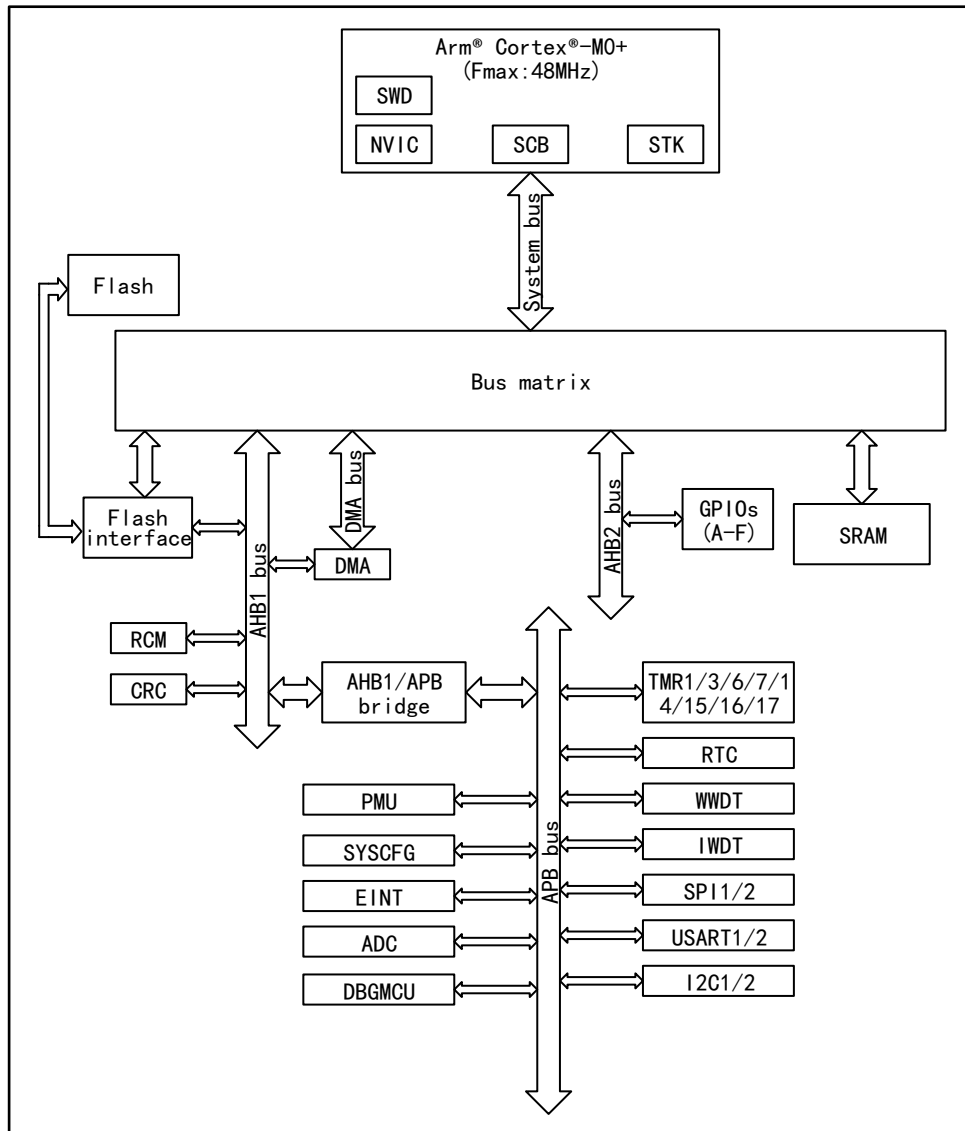 Arm® Cortex®-M0+
(Fmax:48MHz)
SWD
NVIC
SCB
STK
System bus
Flash
Bus matrix
Flash
interface
AHB1 bus
DMA bus
DMA
AHB2 bus
GPIOs
(A-F)
SRAM
RCM
CRC
AHB1/APB
bridge
APB bus
TMR1/3/6/7/1
4/15/16/17
RTC
PMU
WWDT
SYSCFG
IWDT
EINT
SPI1/2
ADC
USART1/2
DBGMCU
I2C1/2